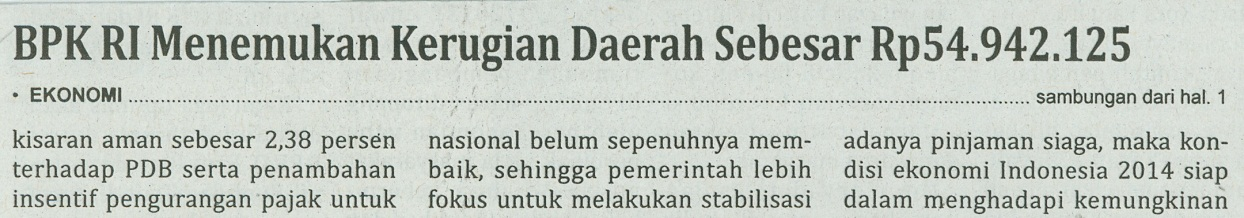 BPK RI Menemukan Kerugian Daerah Sebesar Rp54.942.125
• EKONOMI ........................................................................................................ sambungan dari hal. 1
kisaran aman sebesar 2,38 persen
terhadap PDB serta penambahan
insentif pengurangan pajak untuk
nasional belum sepenuhnya mem-
baik, sehingga pemerintah lebih
fokus untuk melakukan stabilisasi
adanya pinjaman siaga, maka kon-
disi ekonomi Indonesia 2014 siap
dalam menghadapi kemungkinan